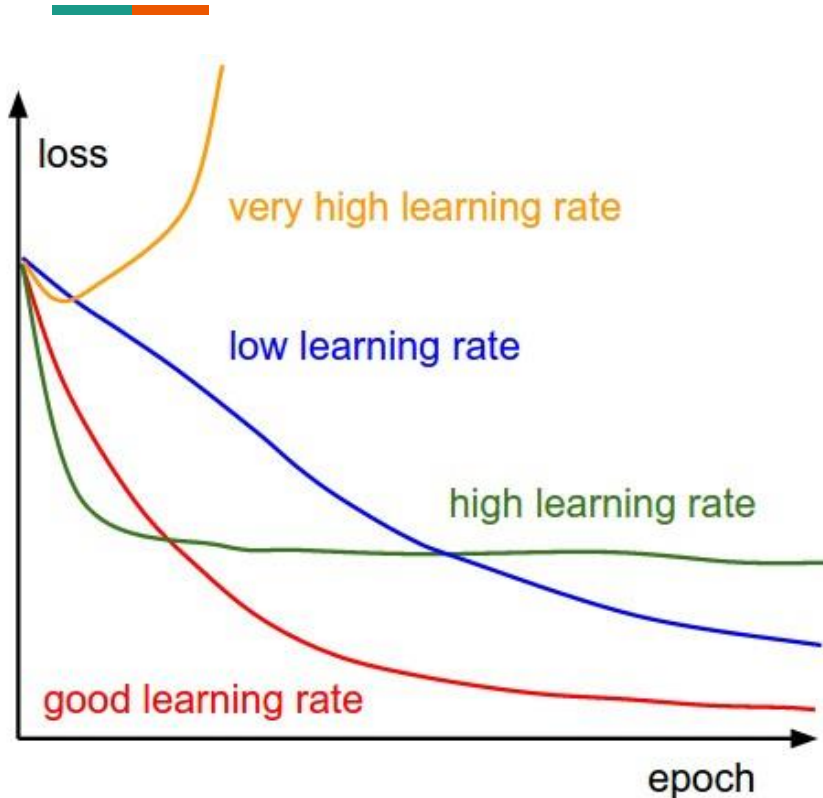 loss
very high learning rate
low learning rate
high learning rate
good learning rate
epoch